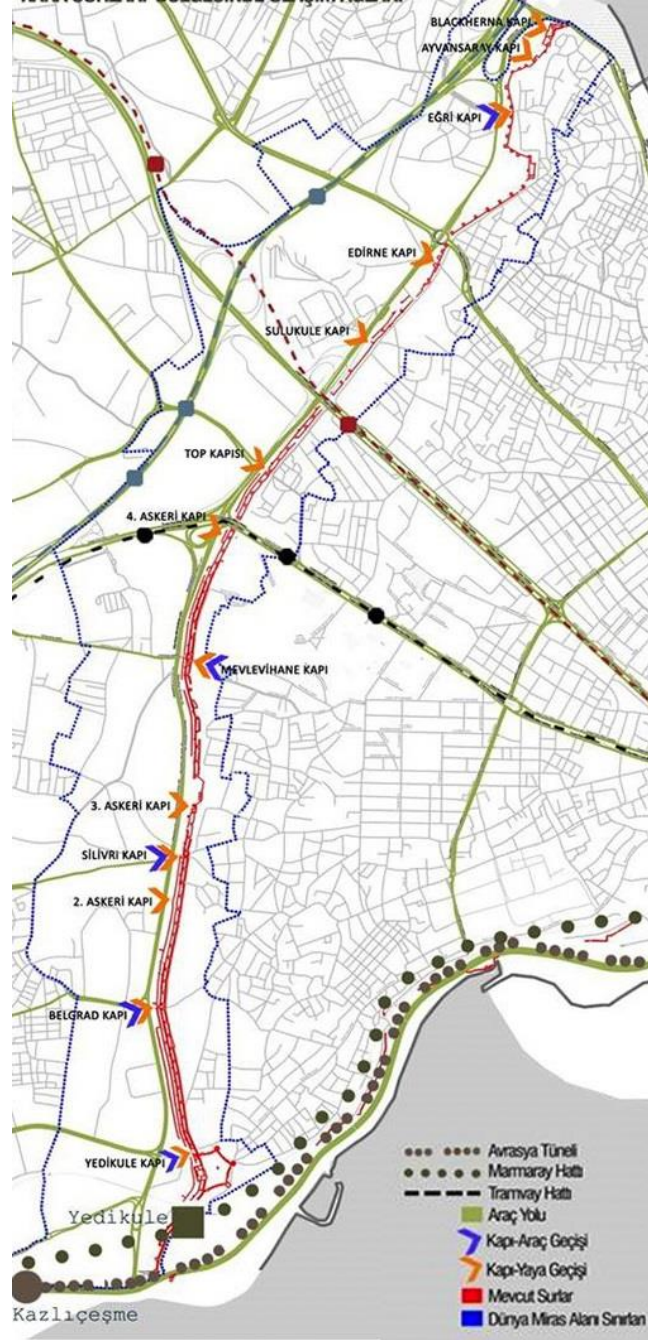 BLACKHERNA KAPI
AYVANSARAY KAPI
EĞRİ KAPI
EDİRNE KAPI
SULUKULE KAPI
TOP KAPISI
4. ASKERİ KAPI
MEVLEVİHANE KAPI
3. ASKERİ KAPI
SİLİVRİ KAPI
2. ASKERİ KAPI
BELGRAD KAPI
YEDİKULE KAPI
Yedikule
Kazlıçeşme
Avrasya Tüneli
Marmaray Hattı
Tramvay Hattı
Araç Yolu
Kapı-Araç Geçişi
Kapı-Yaya Geçişi
Mevcut Surlar
Dünya Miras Alanı Sınırları